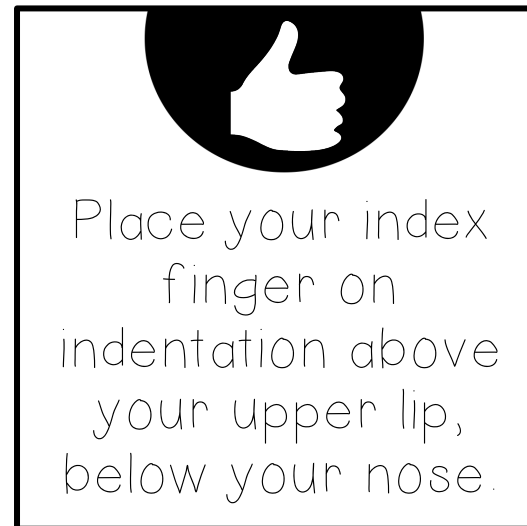 Place your index
finger on
indentation above
your upper lip,
below your nose.